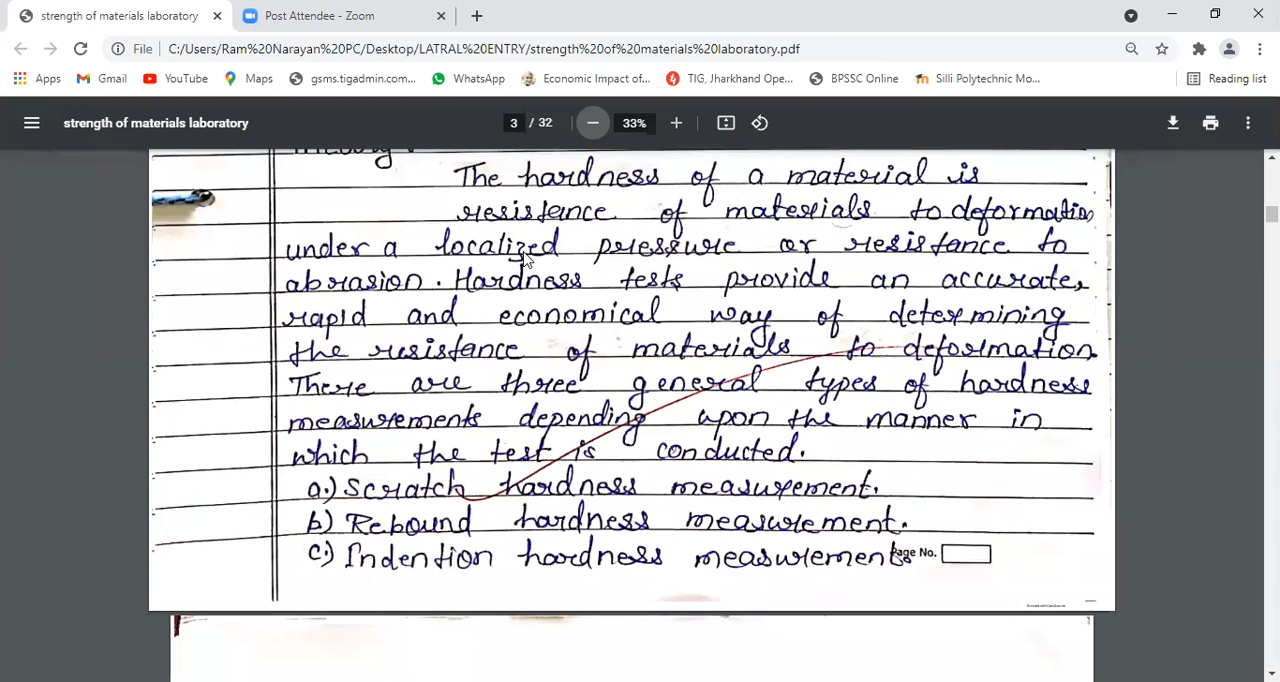 strength of materials laboratory
Post Attendee - Zoom
File
C:/Users/Ram%20Narayan%20PC/Desktop/LATRAL%20ENTRY/strength%20of%20materials%20laboratory.pdf
Apps
Gmail
YouTube
Maps
gsms.tigadmin.com...
WhatsApp
Economic Impact of...
TIG, Jharkhand Ope...
BPSSC Online
Silli Polytechnic Mo...
Reading list
strength of materials laboratory
3 / 32
33%
The hardness of a material is
resistance of materials to deformation
under a localized pressure or resistance to
abrasion. Hardness tests provide an accurate,
rapid and economical way of determining
the resistance of materials to deformation.
There are three general types of hardness
measurements depending upon the manner in
which the test is conducted.
a.) Scratch hardness measurement.
b) Rebound hardness measurement.
c.) Indention hardness measurements
Page No.